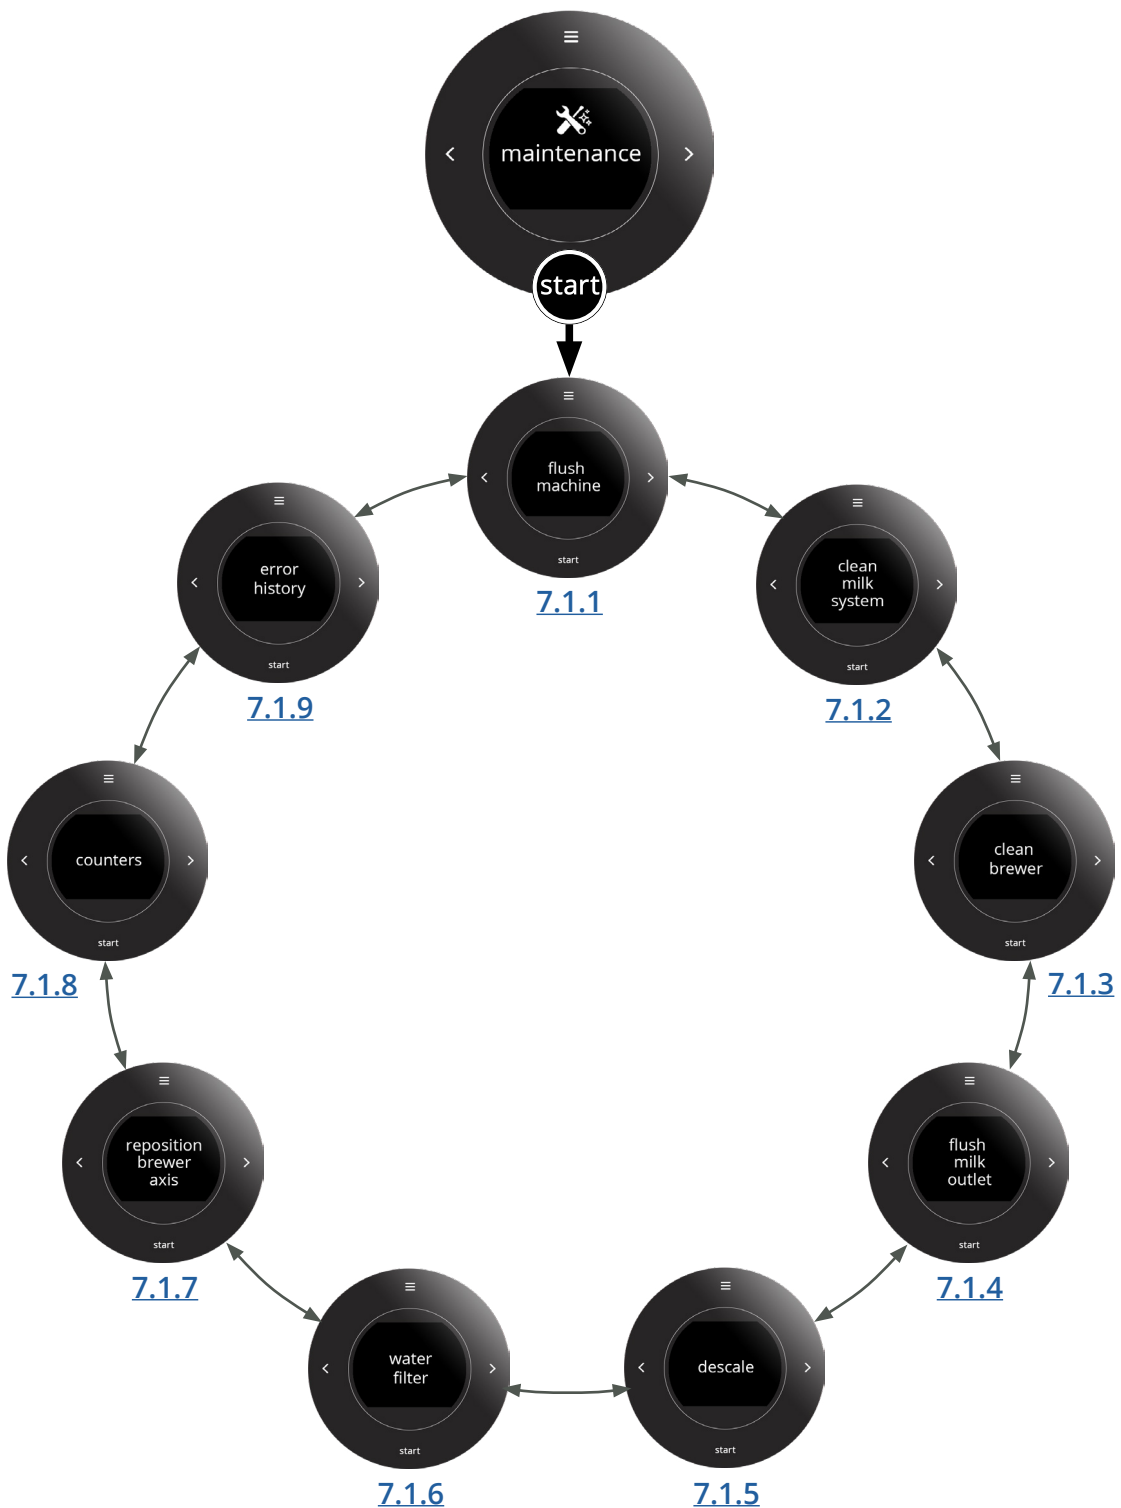 maintenance
start
flush
machine
start
7.1.1
clean
milk
system
start
7.1.2
clean
brewer
start
7.1.3
flush
milk
outlet
start
7.1.4
descale
start
7.1.5
water
filter
start
7.1.6
reposition
brewer
axis
start
7.1.7
counters
start
7.1.8
error
history
start
7.1.9